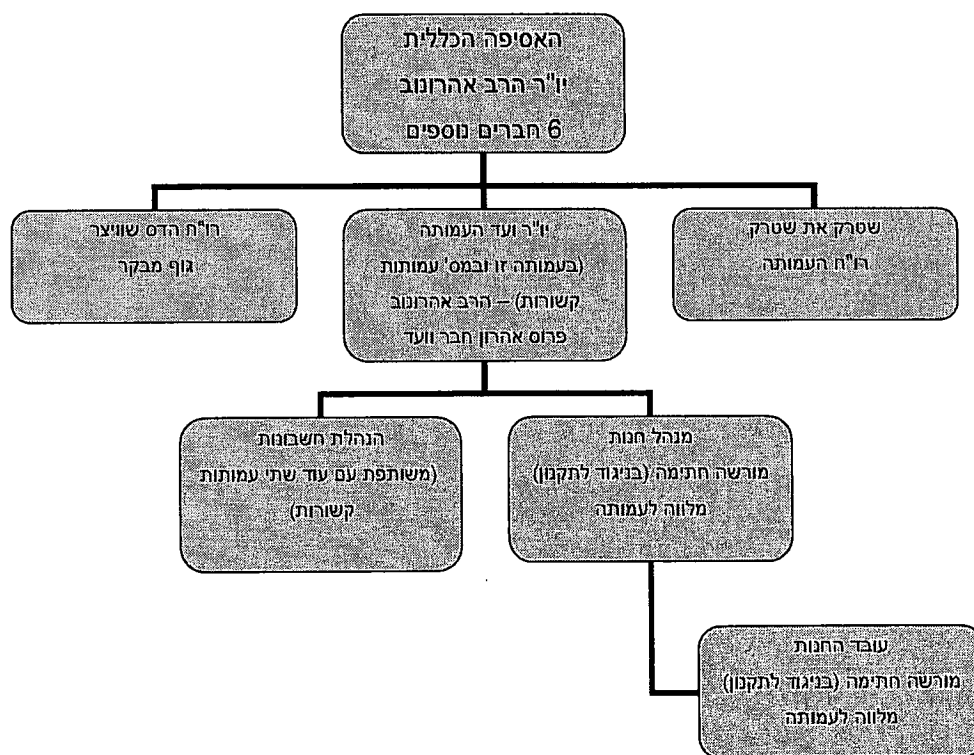 האסיפה הכללית
יו"ר הרב אהרונוב
6 חברים נוספים
שטרק את שטרק
רו"ח העמותה
יו"ר ועד העמותה
(בעמותה זו ובמס' עמותות
קשורות) – הרב אהרונוב
פרוס אהרון חבר וועד
רו"ח הדס שוויצר
גוף מבקר
מנהל חנות
מורשה חתימה (בניגוד לתקנון)
מלווה לעמותה
הנהלת חשבונות
(משותפת עם עוד שתי עמותות
קשורות)
עובד החנות
מורשה חתימה (בניגוד לתקנון)
מלווה לעמותה